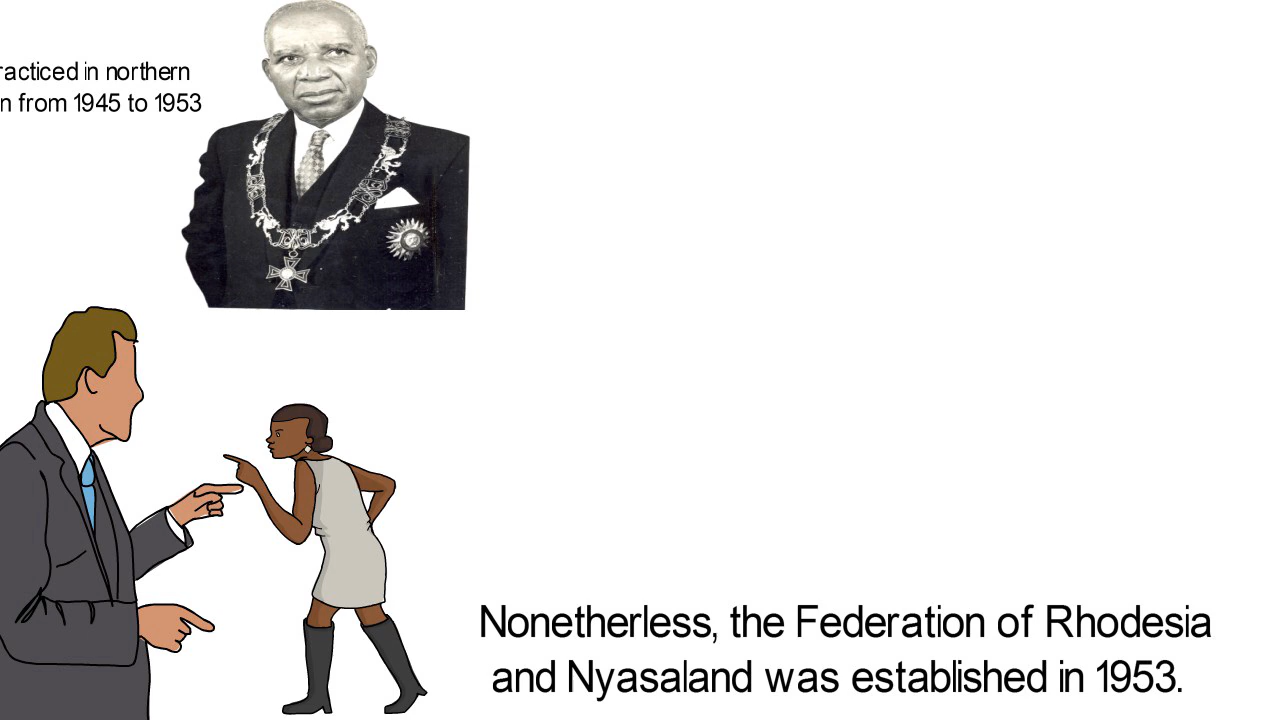 racticed in northern
n from 1945 to 1953
Nonetherless, the Federation of Rhodesia
and Nyasaland was established in 1953.